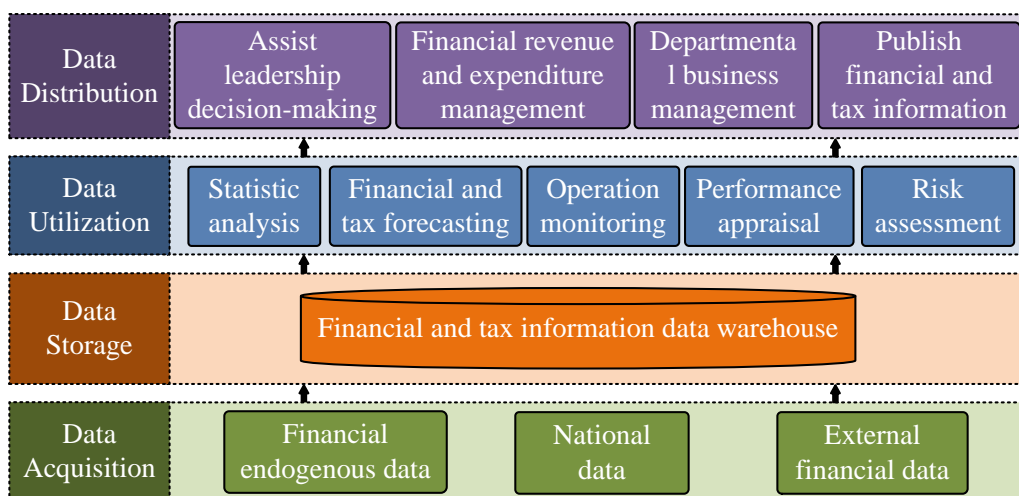 Data
Distribution
Assist
leadership
decision-making
Financial revenue
and expenditure
management
Departmenta
l business
management
Publish
financial and
tax information
Data
Utilization
Statistic
analysis
Financial and
tax forecasting
Operation
monitoring
Performance
appraisal
Risk
assessment
Data
Storage
Financial and tax information data warehouse
Data
Acquisition
Financial
endogenous data
National
data
External
financial data